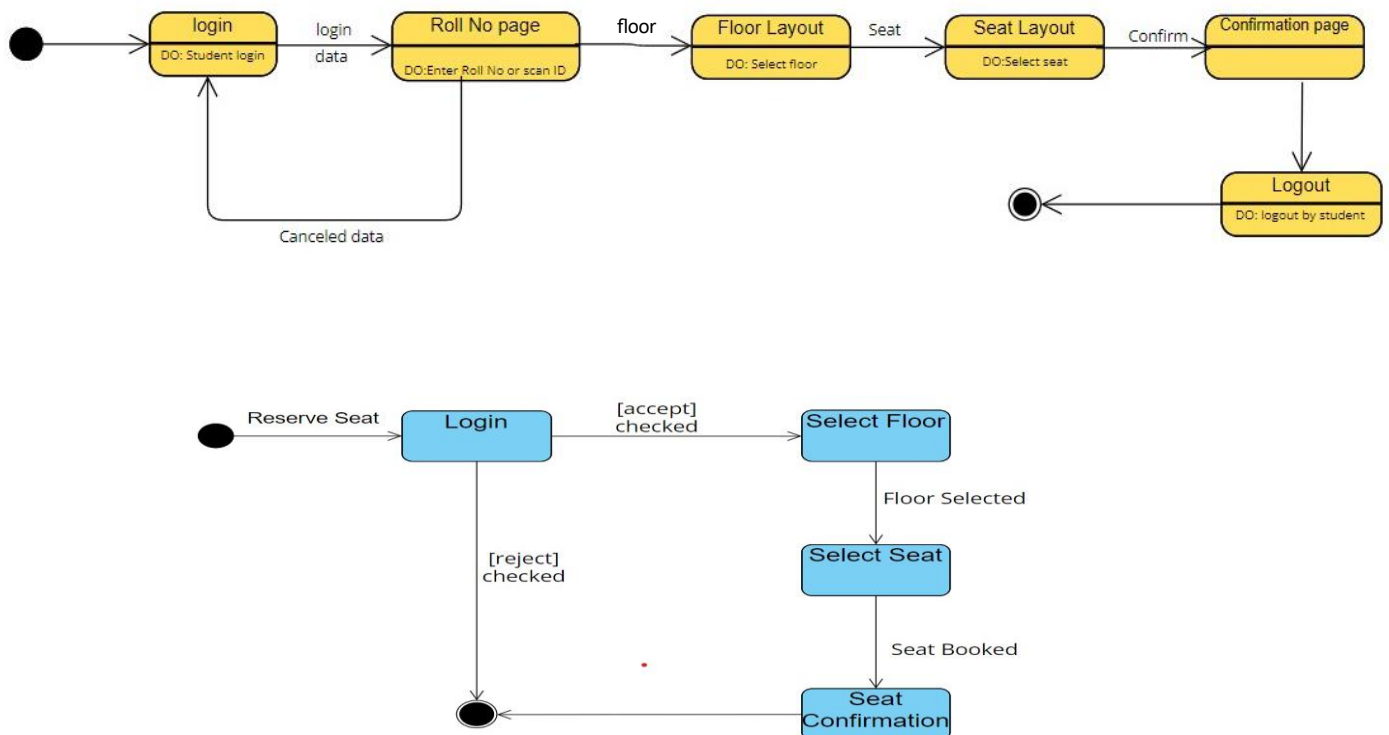 login
DO: Student login
login
data
Roll No page
DO:Enter Roll No or scan ID
floor
Floor Layout
DO: Select floor
Seat
Seat Layout
DO:Select seat
Confirm
Confirmation page
Canceled data
Logout
DO: logout by student
Reserve Seat
Login
[accept]
checked
Select Floor
Floor Selected
[reject]
checked
Select Seat
Seat Booked
Seat
Confirmation